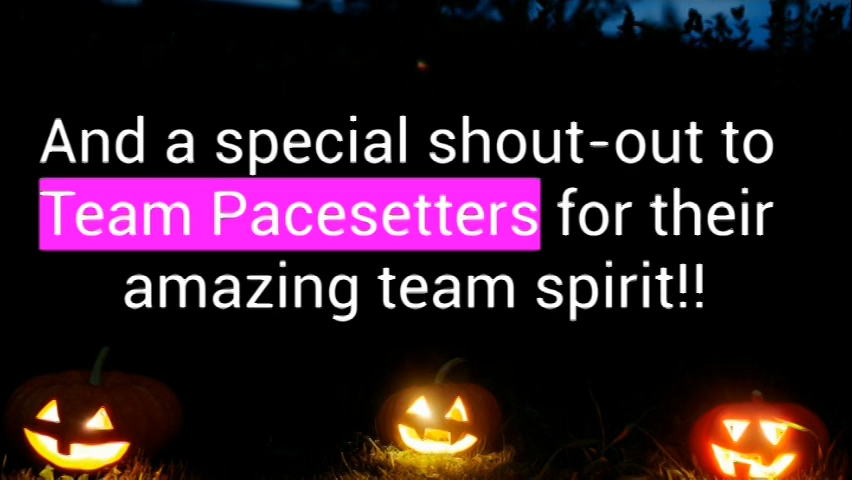 And a special shout-out to
Team Pacesetters for their
amazing team spirit!!